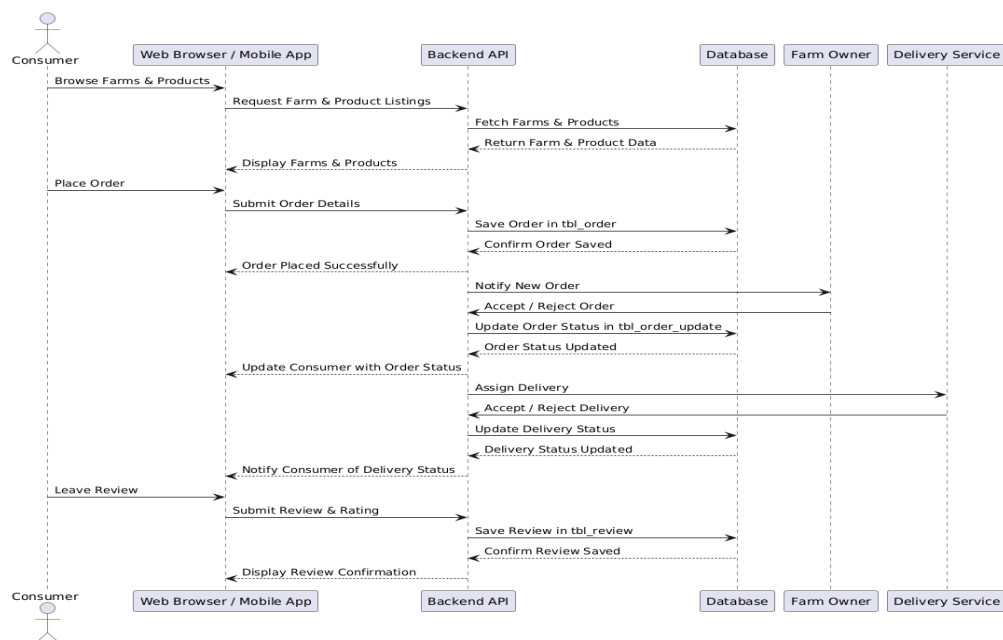 Consumer
Web Browser / Mobile App
Backend API
Database
Farm Owner
Delivery Service
Browse Farms & Products
Request Farm & Product Listings
Fetch Farms & Products
Return Farm & Product Data
Display Farms & Products
Place Order
Submit Order Details
Save Order in tbl_order
Confirm Order Saved
Order Placed Successfully
Notify New Order
Accept / Reject Order
Update Order Status in tbl_order_update
Order Status Updated
Update Consumer with Order Status
Assign Delivery
Accept / Reject Delivery
Update Delivery Status
Delivery Status Updated
Notify Consumer of Delivery Status
Leave Review
Submit Review & Rating
Save Review in tbl_review
Confirm Review Saved
Display Review Confirmation
Consumer
Web Browser / Mobile App
Backend API
Database
Farm Owner
Delivery Service